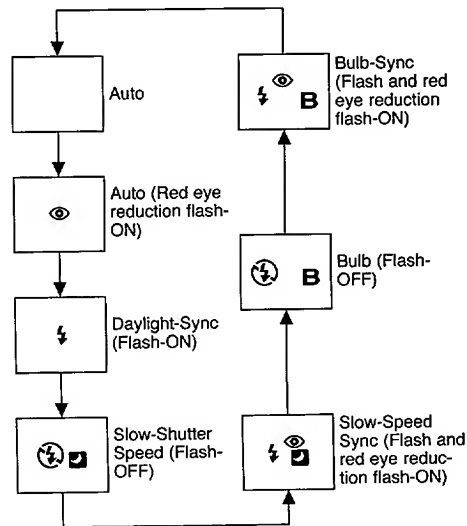 Auto
Auto (Red eye
reduction flash-
ON)
Daylight-Sync
(Flash-ON)
Slow-Shutter
Speed (Flash-
OFF)
Slow-Speed
Sync (Flash and
red eye reduc-
tion flash-ON)
B
Bulb (Flash-
OFF)
B
Bulb-Sync
(Flash and red
eye reduction
flash-ON)